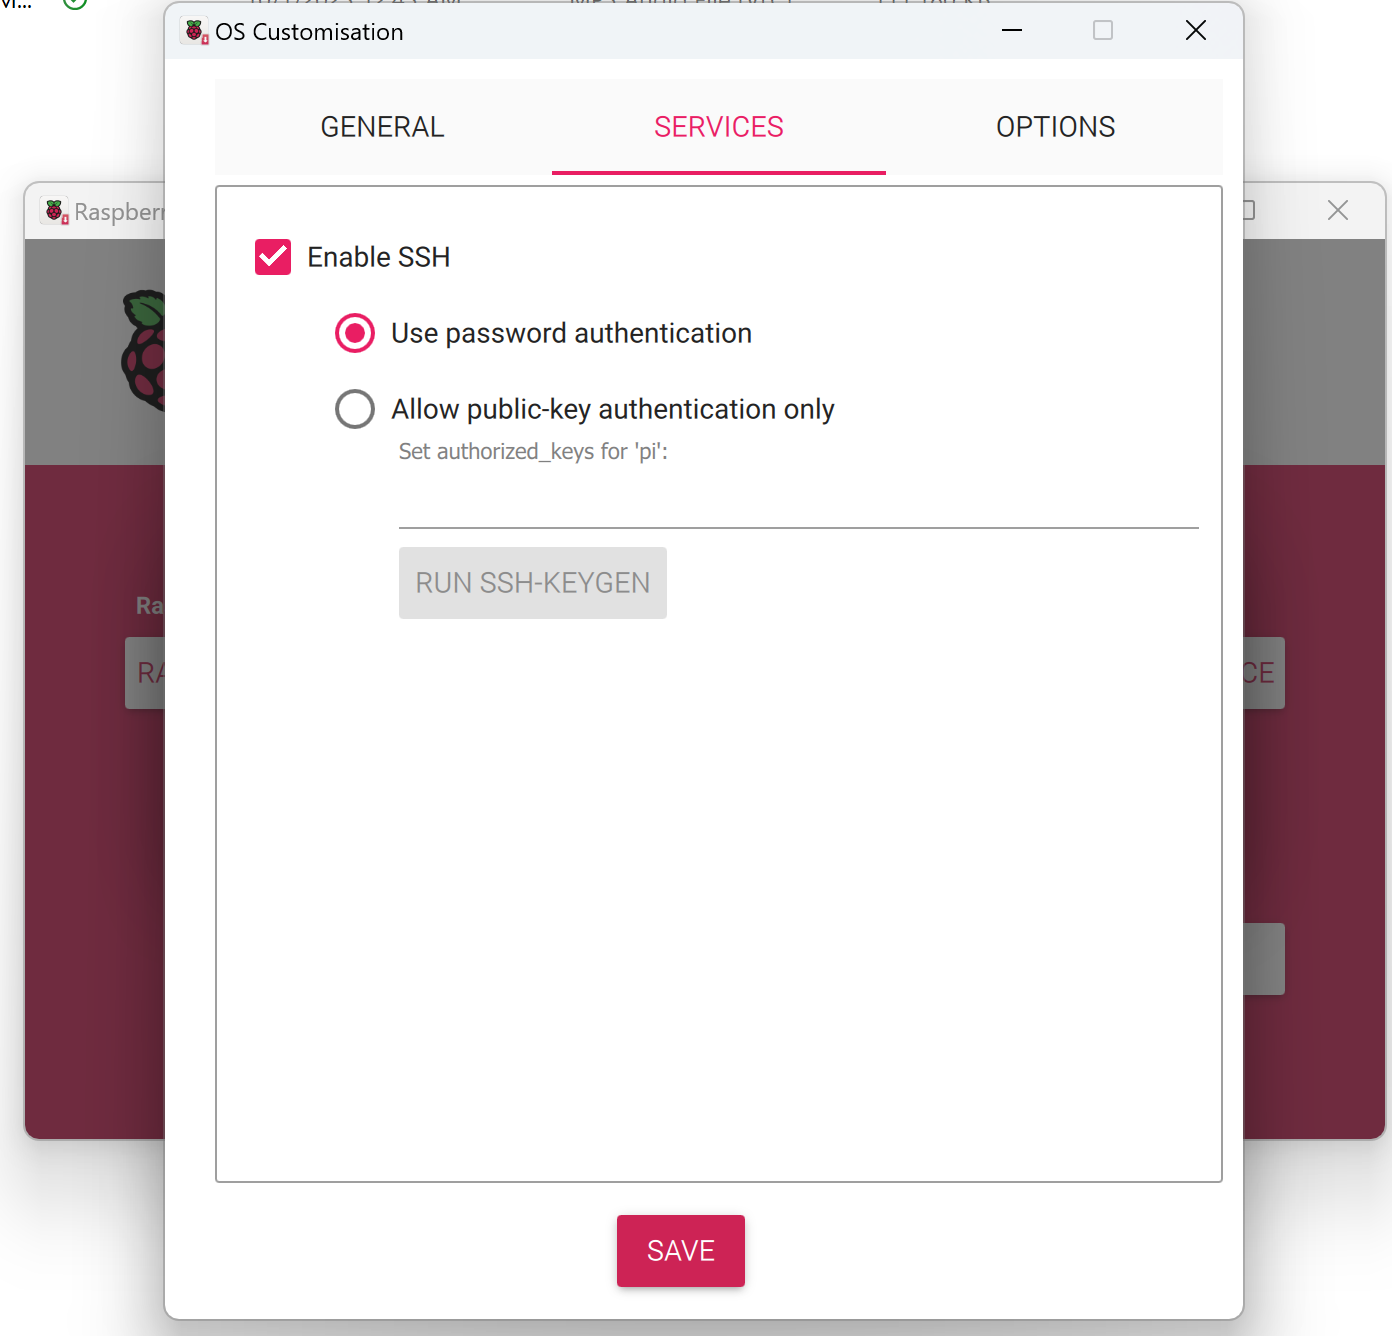 OS Customisation
GENERAL
SERVICES
OPTIONS
Enable SSH
Use password authentication
Allow public-key authentication only
Set authorized_keys for 'pi':
RUN SSH-KEYGEN
SAVE
Raspberr
Ra
RA
CE